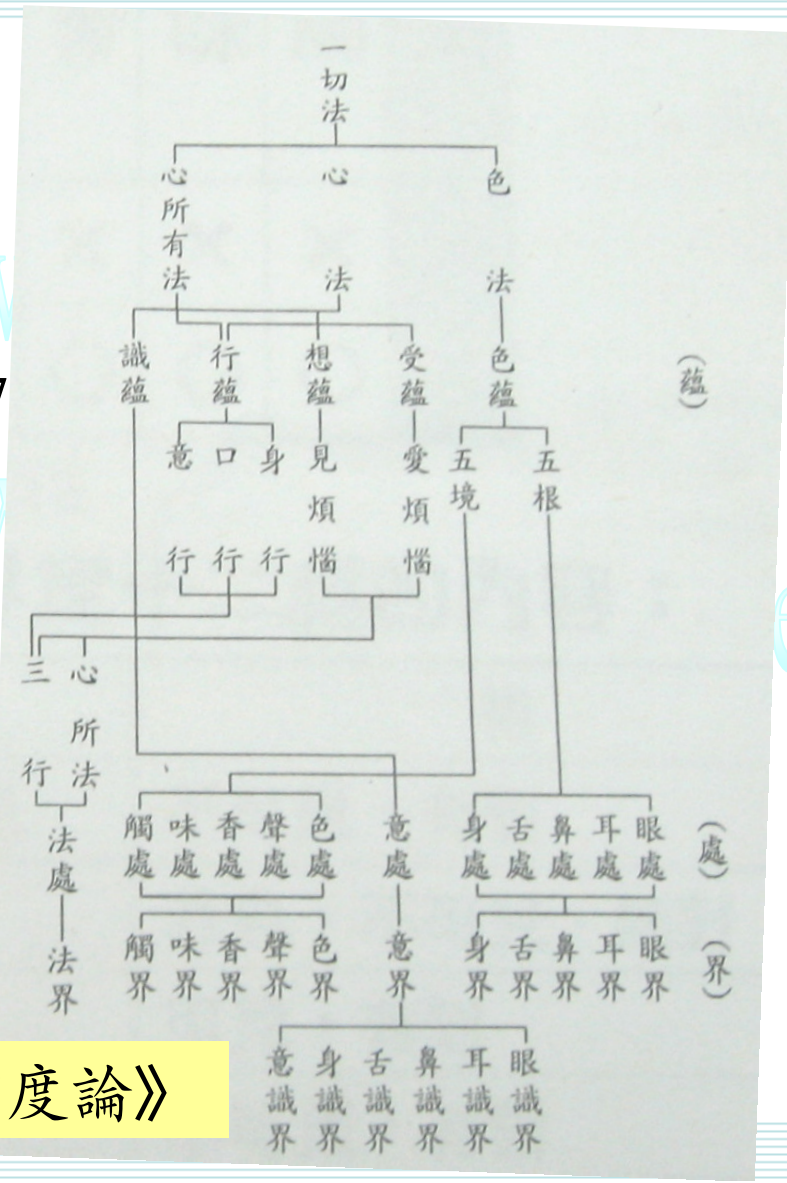 一切法
色法
心法
心所有法
(蘊)
色蘊
受蘊
想蘊
行蘊
識蘊
五根
五境
愛煩惱
見煩惱
身行
口行
意行
心所法
三行
(處)
眼處
耳處
鼻處
舌處
身處
意處
色處
聲處
香處
味處
觸處
法處
(界)
眼界
耳界
鼻界
舌界
身界
意界
色界
聲界
香界
味界
觸界
法界
眼識界
耳識界
鼻識界
舌識界
身識界
意識界
度論》